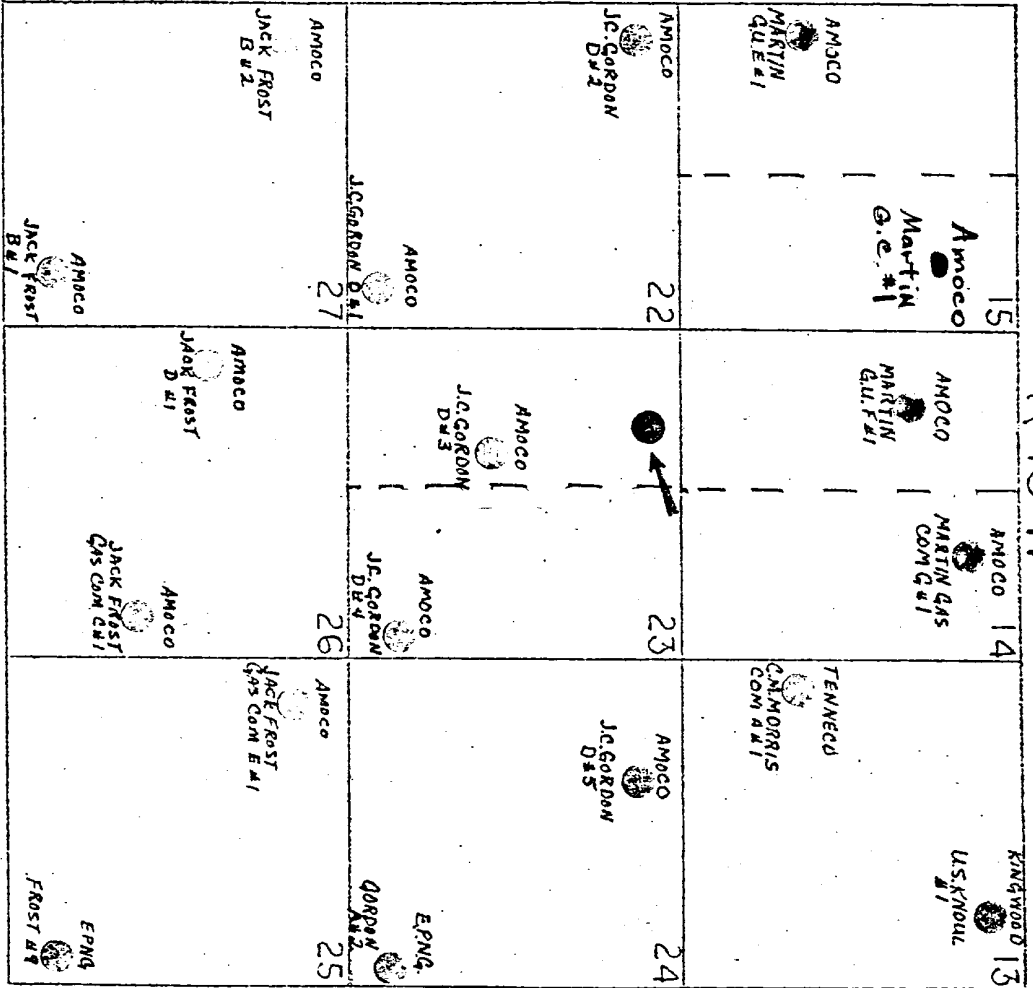 15
AMOCO
MARTIN
G.U.E #1
Amoco
Martin
G.C. #1
14
AMOCO
MARTIN
G.U.F #1
AMOCO
MARTIN GAS
COM G #1
KINGWOOD
13
U.S. KNOUL
#1
TENNECO
C.M.MORRIS
COM A #1
22
AMOCO
J.C. GORDON
D#2
AMOCO
J.C.GORDON D#1
23
AMOCO
J.C.GORDON
D#3
AMOCO
J.C. GORDON
D#4
24
AMOCO
J.C.GORDON
D#5
E.P.N.G.
GORDON
A#2
27
AMOCO
JACK FROST
B #2
AMOCO
JACK FROST
B#1
26
AMOCO
JACK FROST
D #1
AMOCO
JACK FROST
GAS COM C#1
25
AMOCO
JACK FROST
GAS COM E #1
EPNG
FROST #9